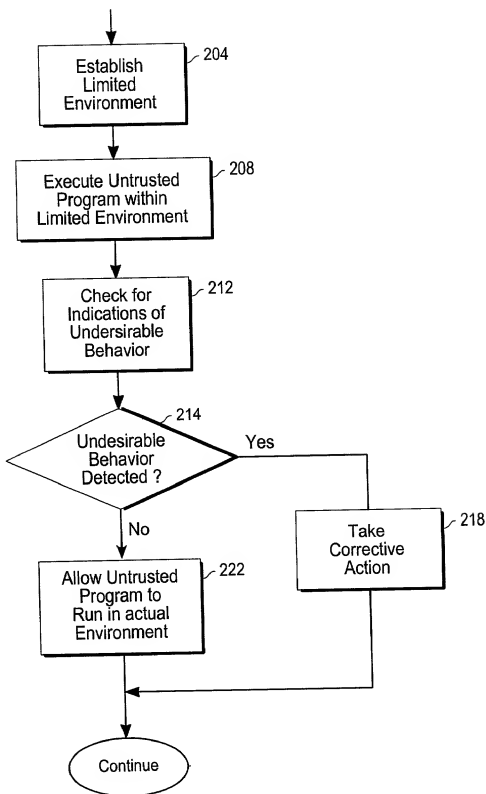 Establish
Limited
Environment
204
Execute Untrusted
Program within
Limited Environment
208
Check for
Indications of
Undersirable
Behavior
212
Undesirable
Behavior
Detected ?
214
Yes
No
Take
Corrective
Action
218
Allow Untrusted
Program to
Run in actual
Environment
222
Continue